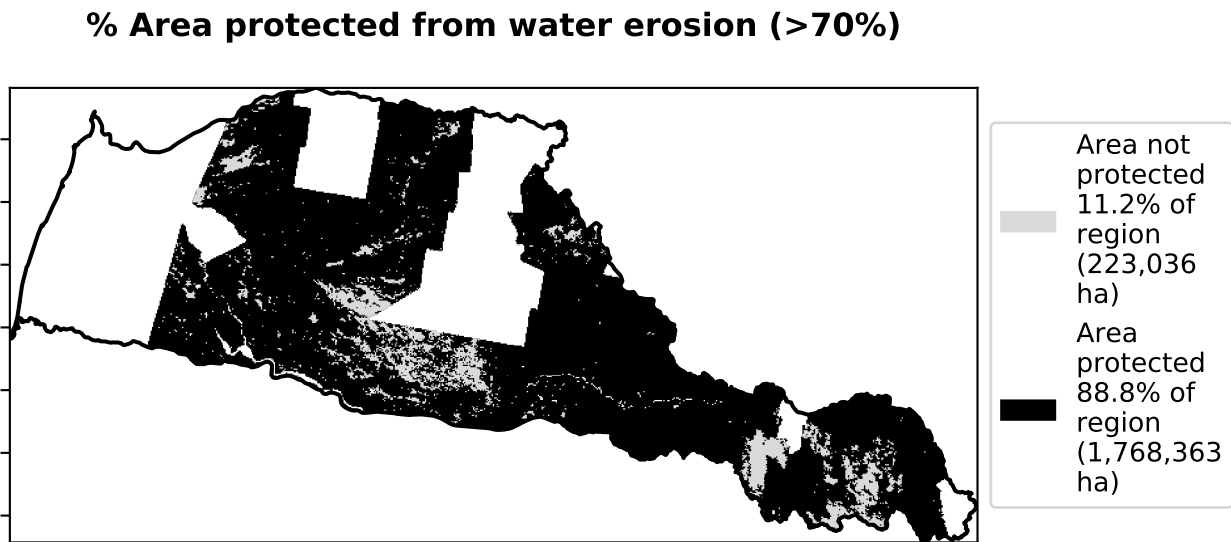 % Area protected from water erosion (>70%)
Area not
protected
11.2% of
region
(223,036
ha)
Area
protected
88.8% of
region
(1,768,363
ha)